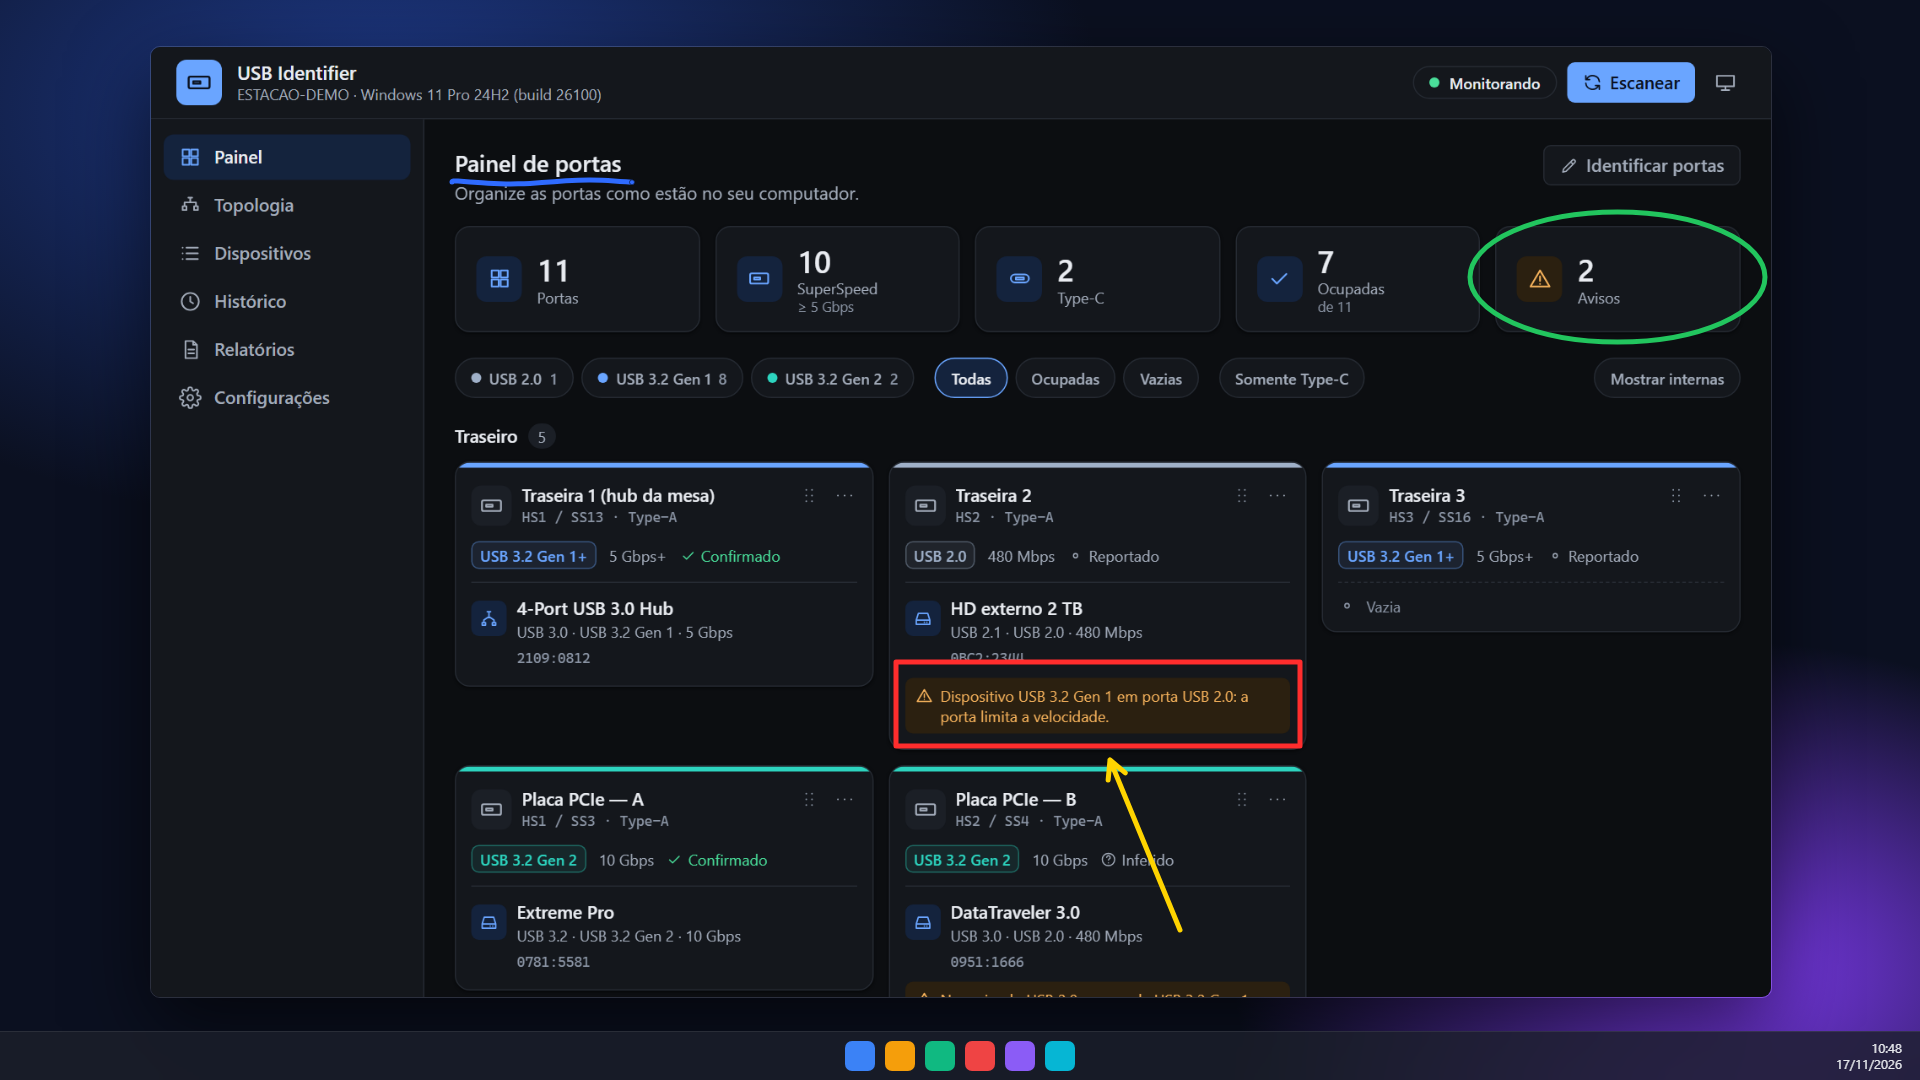 USB Identifier
ESTACAO-DEMO · Windows 11 Pro 24H2 (build 26100)
Monitorando
Escanear
Painel
Topologia
Dispositivos
Histórico
Relatórios
Configurações
Painel de portas
Organize as portas como estão no seu computador.
Identificar portas
11
Portas
10
SuperSpeed
≥ 5 Gbps
2
Type-C
7
Ocupadas
de 11
2
Avisos
USB 2.0 1
USB 3.2 Gen 1 8
USB 3.2 Gen 2 2
Todas
Ocupadas
Vazias
Somente Type-C
Mostrar internas
Traseiro 5
Traseira 1 (hub da mesa)
HS1 / SS13 · Type-A
USB 3.2 Gen 1+ 5 Gbps+ Confirmado
4-Port USB 3.0 Hub
USB 3.0 · USB 3.2 Gen 1 · 5 Gbps
2109:0812
Traseira 2
HS2 · Type-A
USB 2.0 480 Mbps Reportado
HD externo 2 TB
USB 2.1 · USB 2.0 · 480 Mbps
0BC2:2344
Dispositivo USB 3.2 Gen 1 em porta USB 2.0: a
porta limita a velocidade.
Traseira 3
HS3 / SS16 · Type-A
USB 3.2 Gen 1+ 5 Gbps+ Reportado
Vazia
Placa PCIe — A
HS1 / SS3 · Type-A
USB 3.2 Gen 2 10 Gbps Confirmado
Extreme Pro
USB 3.2 · USB 3.2 Gen 2 · 10 Gbps
0781:5581
Placa PCIe — B
HS2 / SS4 · Type-A
USB 3.2 Gen 2 10 Gbps Inferido
DataTraveler 3.0
USB 3.0 · USB 2.0 · 480 Mbps
0951:1666
10:48
17/11/2026